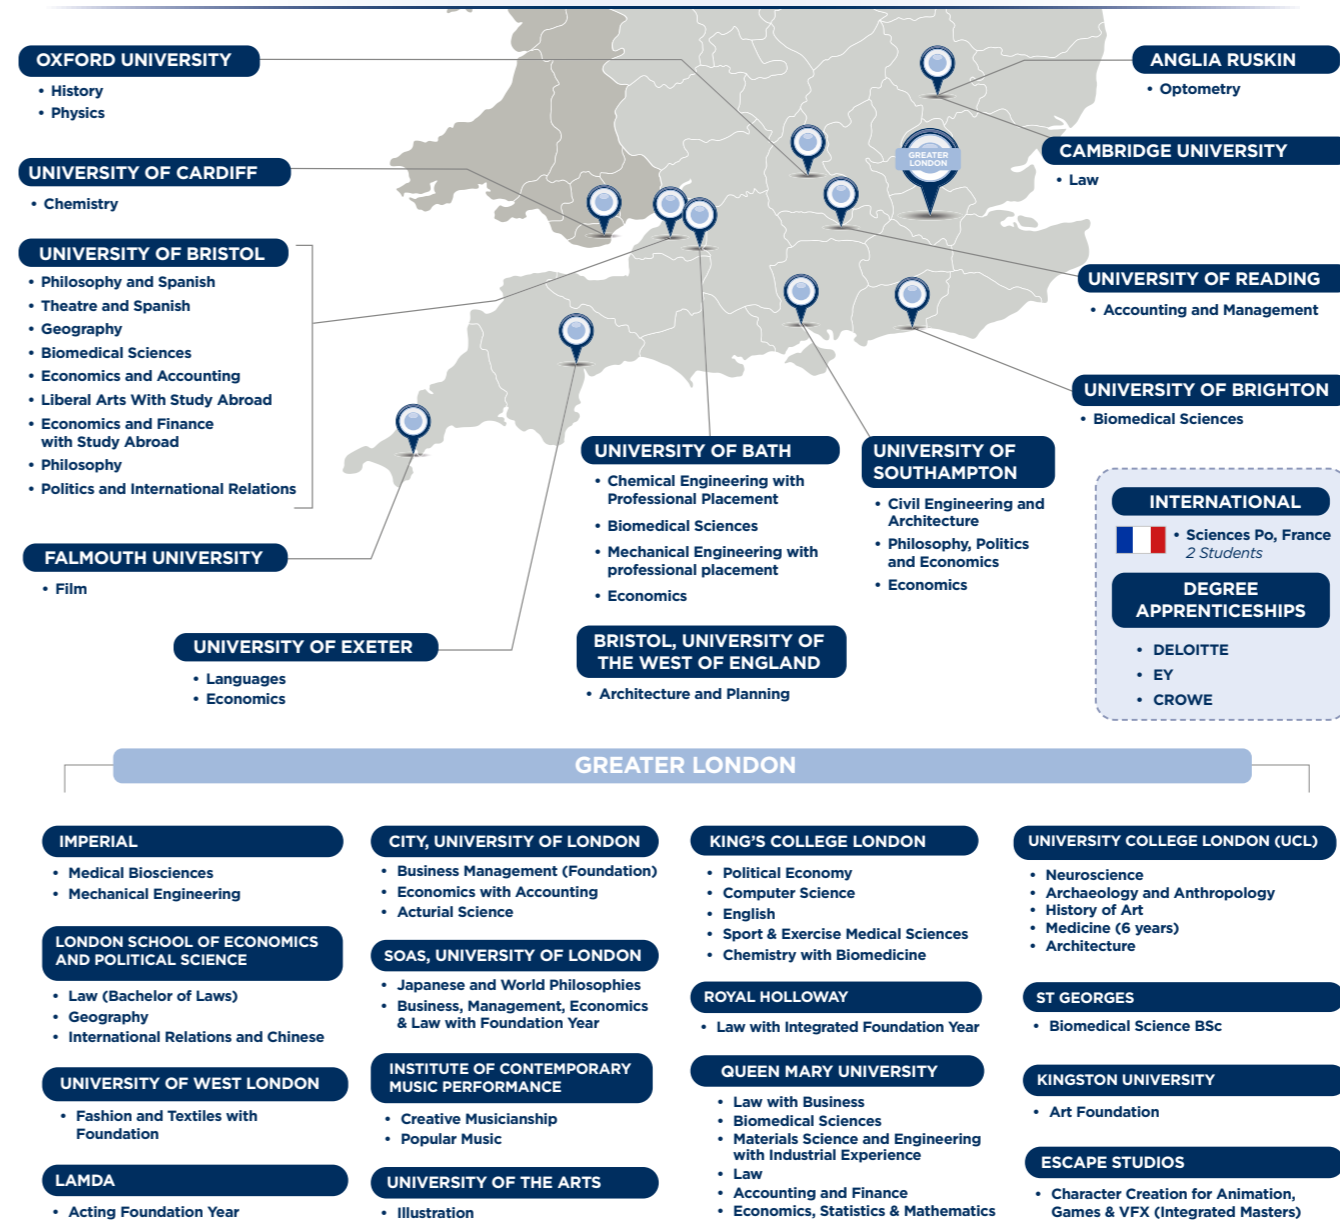 OXFORD UNIVERSITY
• History
• Physics
UNIVERSITY OF CARDIFF
• Chemistry
UNIVERSITY OF BRISTOL
• Philosophy and Spanish
• Theatre and Spanish
• Geography
• Biomedical Sciences
• Economics and Accounting
• Liberal Arts With Study Abroad
• Economics and Finance
with Study Abroad
• Philosophy
• Politics and International Relations
FALMOUTH UNIVERSITY
• Film
UNIVERSITY OF EXETER
• Languages
• Economics
GREATER
LONDON
ANGLIA RUSKIN
• Optometry
CAMBRIDGE UNIVERSITY
• Law
UNIVERSITY OF READING
• Accounting and Management
UNIVERSITY OF BRIGHTON
• Biomedical Sciences
UNIVERSITY OF BATH
• Chemical Engineering with
Professional Placement
• Biomedical Sciences
• Mechanical Engineering with
professional placement
• Economics
UNIVERSITY OF
SOUTHAMPTON
• Civil Engineering and
Architecture
• Philosophy, Politics
and Economics
• Economics
BRISTOL, UNIVERSITY OF
THE WEST OF ENGLAND
• Architecture and Planning
INTERNATIONAL
• Sciences Po, France
2 Students
DEGREE
APPRENTICESHIPS
• DELOITTE
• EY
• CROWE
GREATER LONDON
IMPERIAL
• Medical Biosciences
• Mechanical Engineering
LONDON SCHOOL OF ECONOMICS
AND POLITICAL SCIENCE
• Law (Bachelor of Laws)
• Geography
• International Relations and Chinese
UNIVERSITY OF WEST LONDON
• Fashion and Textiles with
Foundation
LAMDA
• Acting Foundation Year
CITY, UNIVERSITY OF LONDON
• Business Management (Foundation)
• Economics with Accounting
• Acturial Science
SOAS, UNIVERSITY OF LONDON
• Japanese and World Philosophies
• Business, Management, Economics
& Law with Foundation Year
INSTITUTE OF CONTEMPORARY
MUSIC PERFORMANCE
• Creative Musicianship
• Popular Music
UNIVERSITY OF THE ARTS
• Illustration
KING'S COLLEGE LONDON
• Political Economy
• Computer Science
• English
• Sport & Exercise Medical Sciences
• Chemistry with Biomedicine
ROYAL HOLLOWAY
• Law with Integrated Foundation Year
QUEEN MARY UNIVERSITY
• Law with Business
• Biomedical Sciences
• Materials Science and Engineering
with Industrial Experience
• Law
• Accounting and Finance
• Economics, Statistics & Mathematics
UNIVERSITY COLLEGE LONDON (UCL)
• Neuroscience
• Archaeology and Anthropology
• History of Art
• Medicine (6 years)
• Architecture
ST GEORGES
• Biomedical Science BSc
KINGSTON UNIVERSITY
• Art Foundation
ESCAPE STUDIOS
• Character Creation for Animation,
Games & VFX (Integrated Masters)